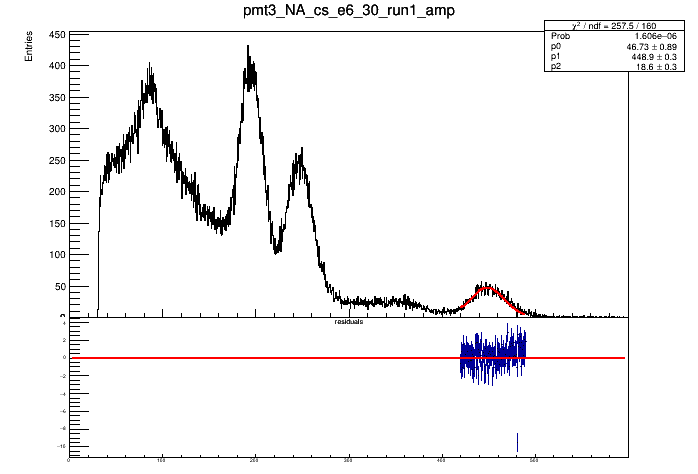 pmt3_NA_cs_e6_30_run1_amp
χ² / ndf = 257.5 / 160
Prob 1.606e−06
p0 46.73 ± 0.89
p1 448.9 ± 0.3
p2 18.6 ± 0.3
Entries
450
400
350
300
250
200
150
100
50
0
residuals
4
2
0
−2
−4
−6
−8
−10
0 100 200 500